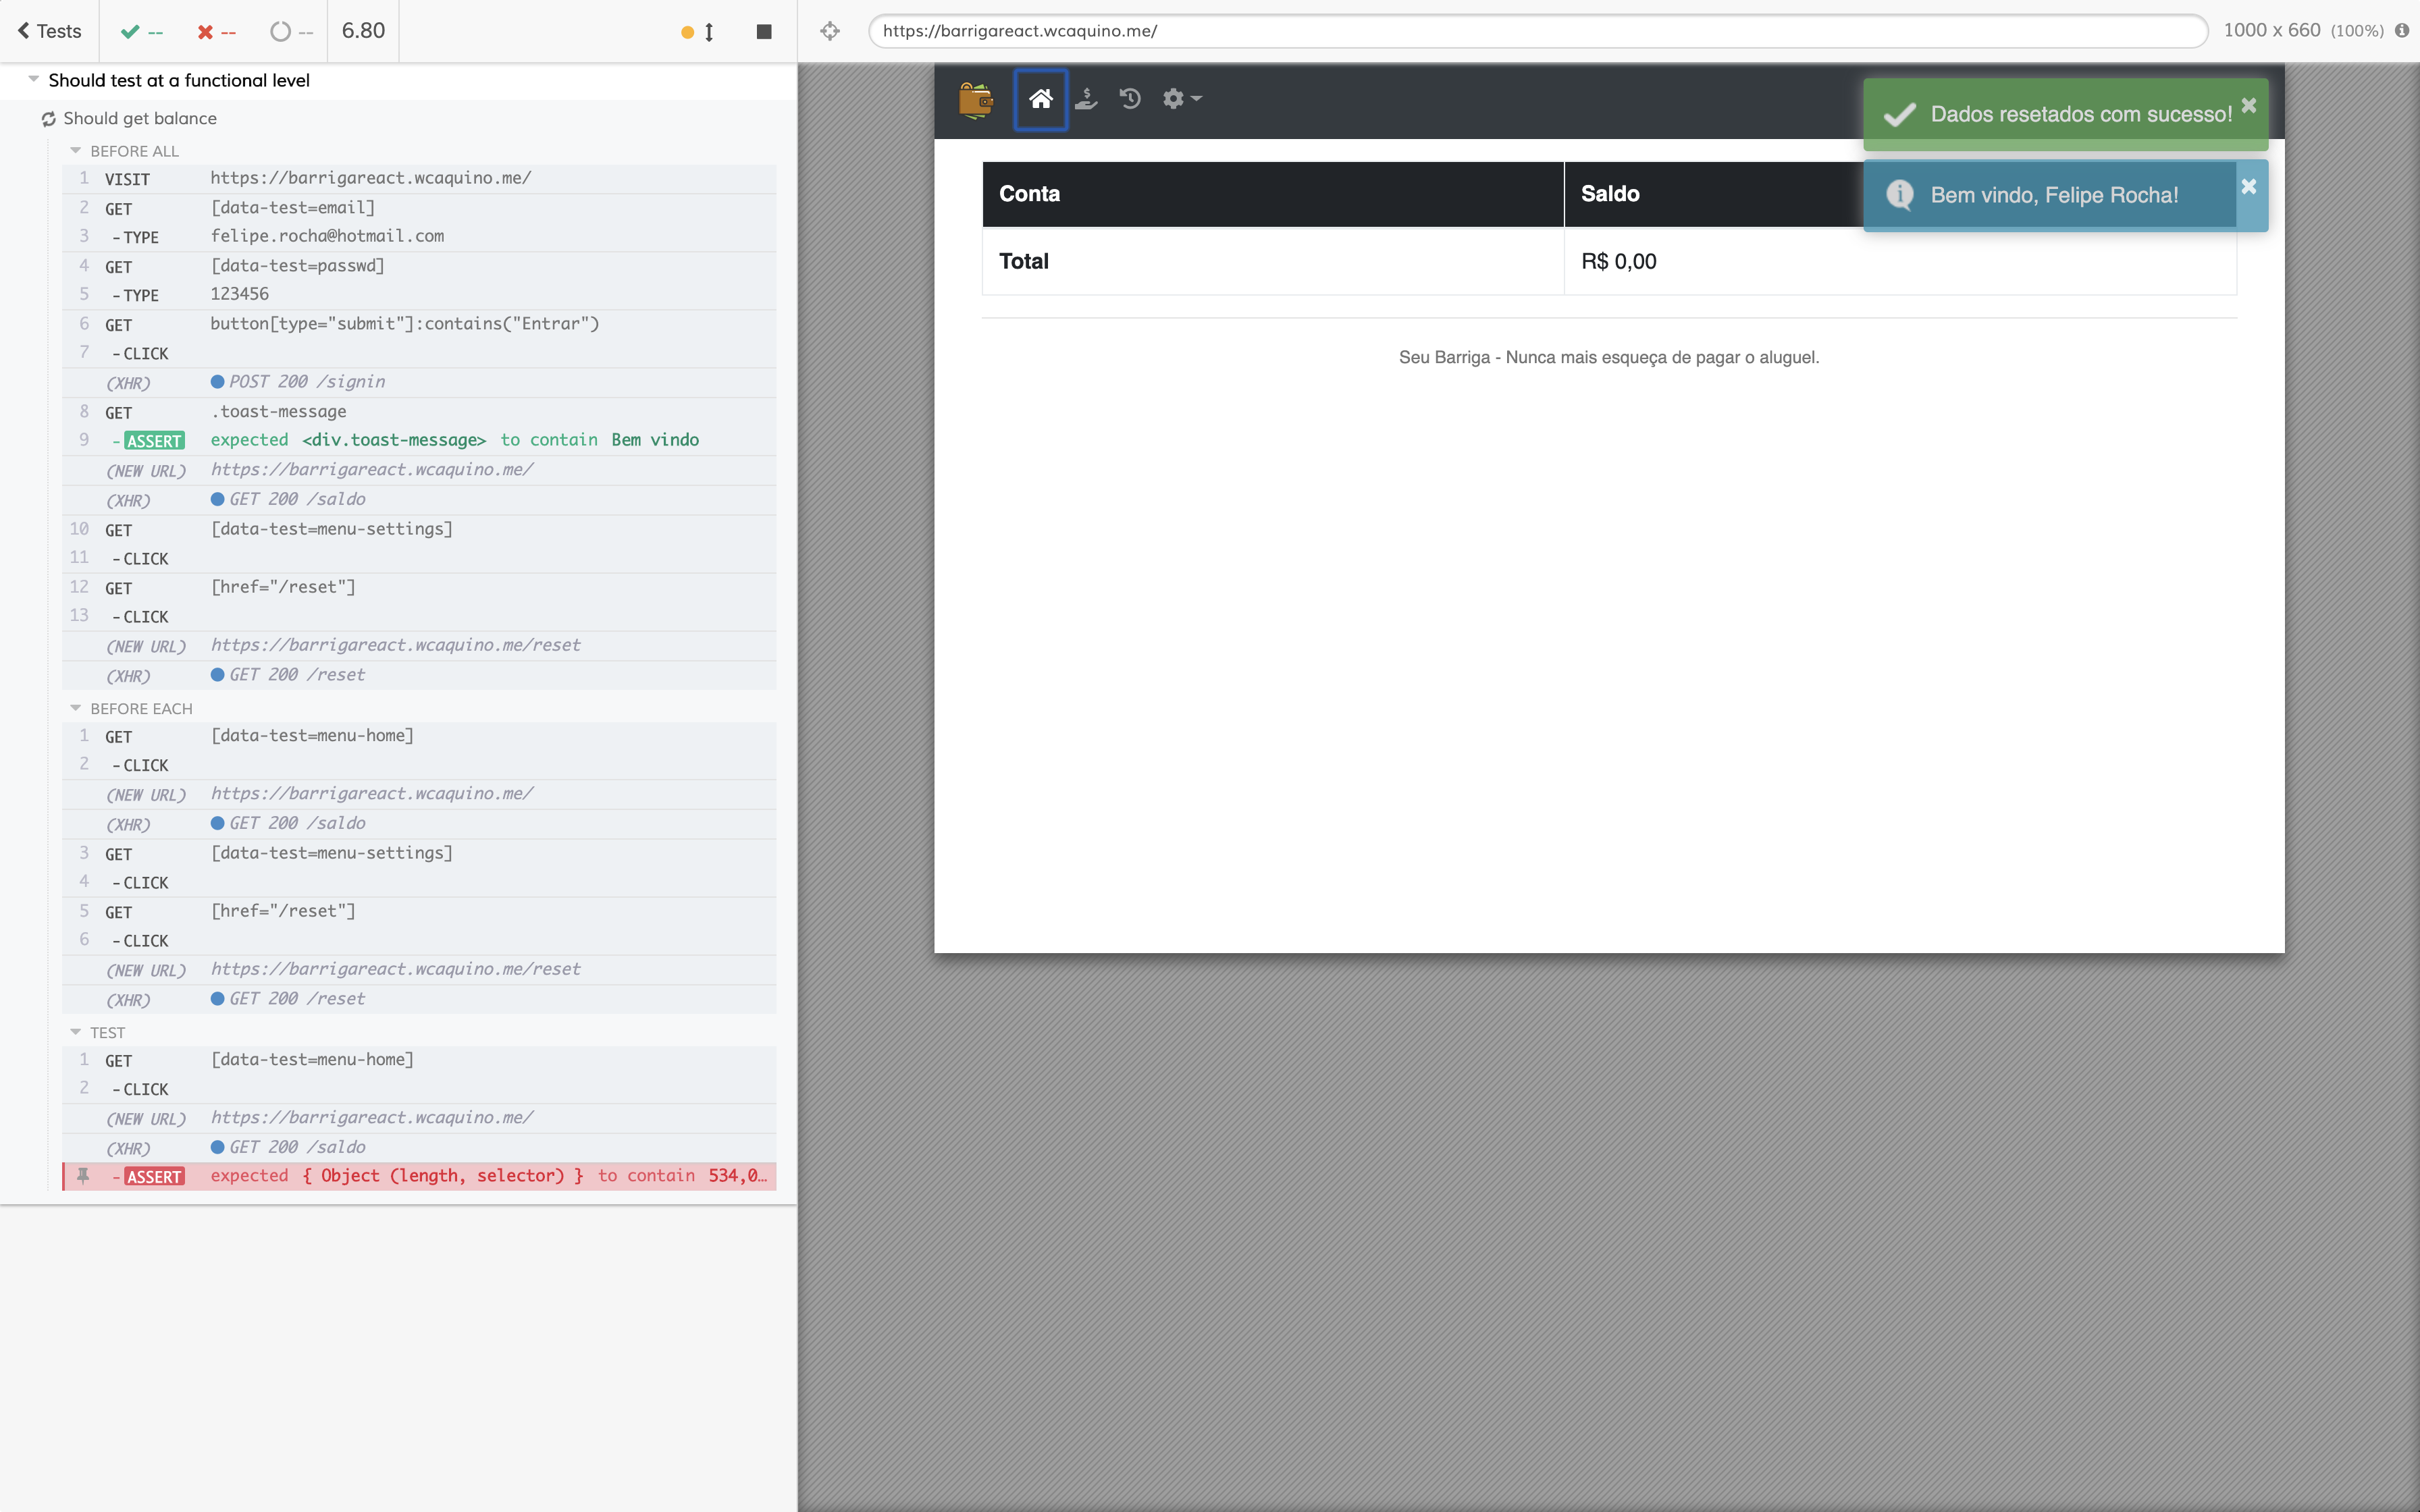 Tests
--
--
--
6.80
https://barrigareact.wcaquino.me/
1000 x 660 (100%)
Should test at a functional level
Should get balance
BEFORE ALL
1 VISIT https://barrigareact.wcaquino.me/
2 GET [data-test=email]
3 -TYPE felipe.rocha@hotmail.com
4 GET [data-test=passwd]
5 -TYPE 123456
6 GET button[type="submit"]:contains("Entrar")
7 -CLICK
(XHR) POST 200 /signin
8 GET .toast-message
9 -ASSERT expected <div.toast-message> to contain Bem vindo
(NEW URL) https://barrigareact.wcaquino.me/
(XHR) GET 200 /saldo
10 GET [data-test=menu-settings]
11 -CLICK
12 GET [href="/reset"]
13 -CLICK
(NEW URL) https://barrigareact.wcaquino.me/reset
(XHR) GET 200 /reset
BEFORE EACH
1 GET [data-test=menu-home]
2 -CLICK
(NEW URL) https://barrigareact.wcaquino.me/
(XHR) GET 200 /saldo
3 GET [data-test=menu-settings]
4 -CLICK
5 GET [href="/reset"]
6 -CLICK
(NEW URL) https://barrigareact.wcaquino.me/reset
(XHR) GET 200 /reset
TEST
1 GET [data-test=menu-home]
2 -CLICK
(NEW URL) https://barrigareact.wcaquino.me/
(XHR) GET 200 /saldo
-ASSERT expected { Object (length, selector) } to contain 534,0…
Dados resetados com sucesso!
Bem vindo, Felipe Rocha!
Conta Saldo
Total R$ 0,00
Seu Barriga - Nunca mais esqueça de pagar o aluguel.